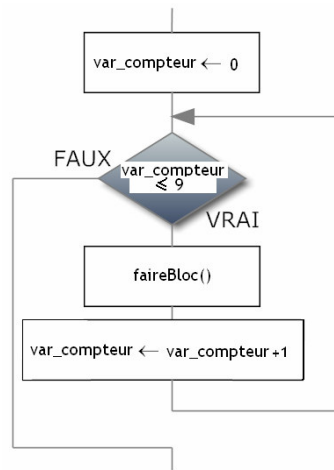 var_compteur ← 0
FAUX
var_compteur
⩽ 9
VRAI
faireBloc()
var_compteur ← var_compteur +1